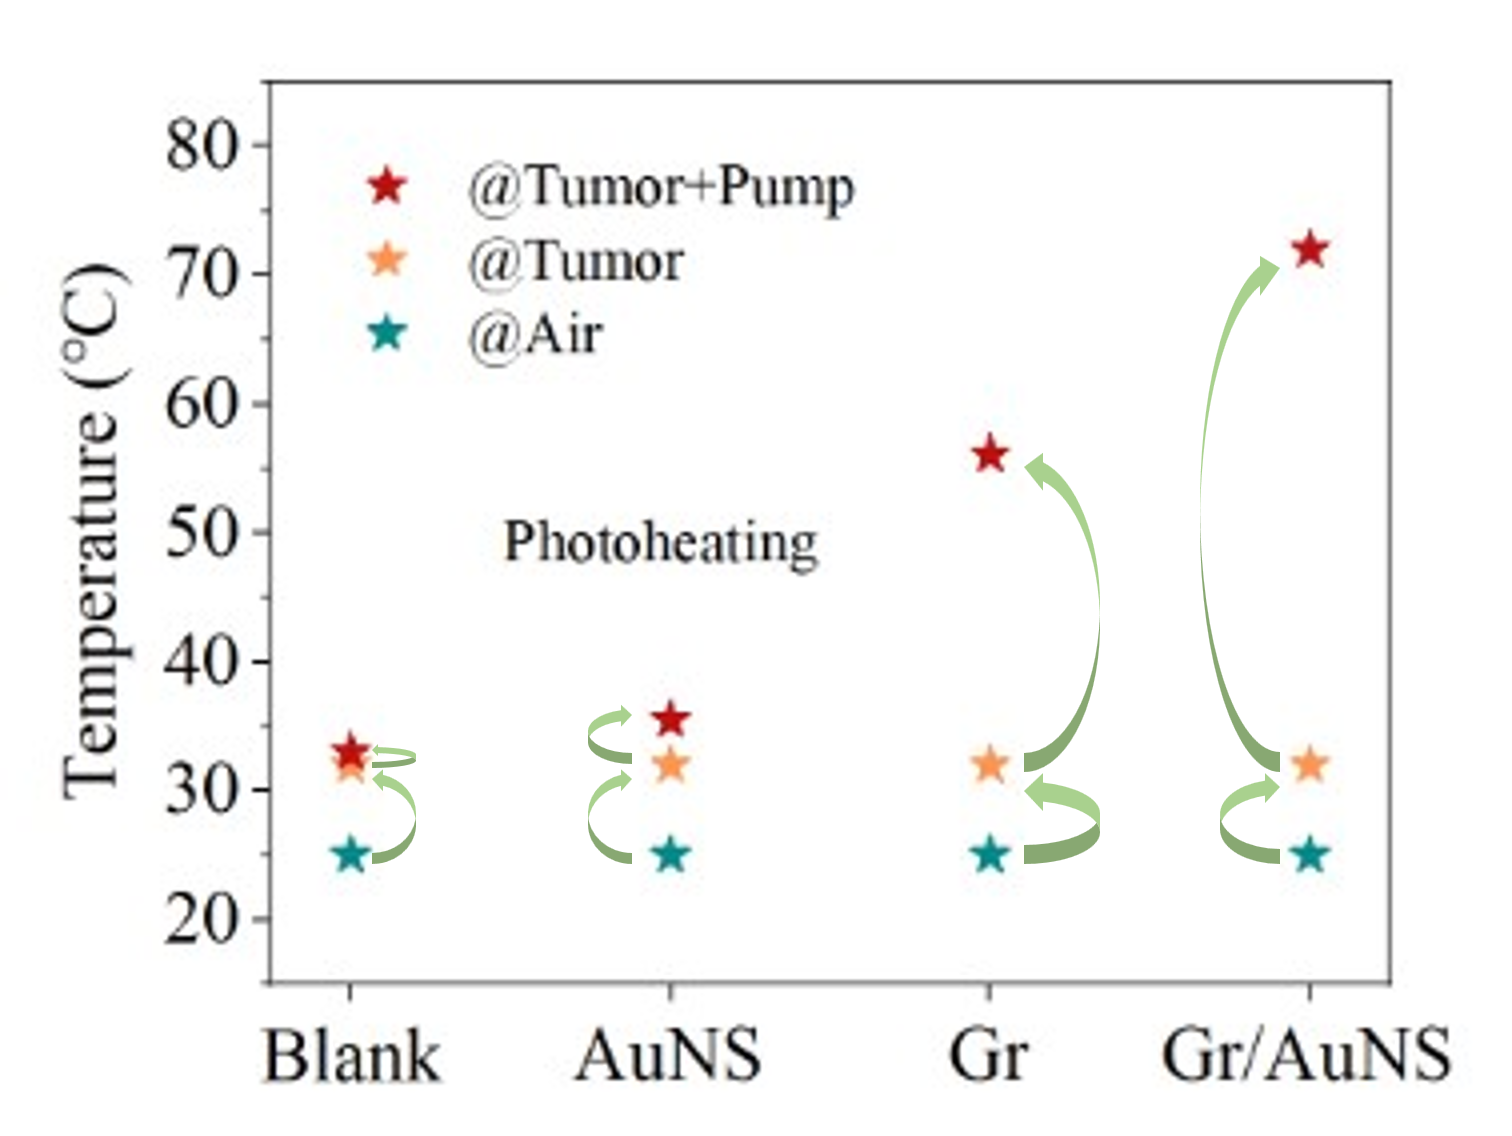 80
70
60
50
40
30
20
Temperature (°C)
@Tumor+Pump
@Tumor
@Air
Photoheating
Blank
AuNS
Gr
Gr/AuNS